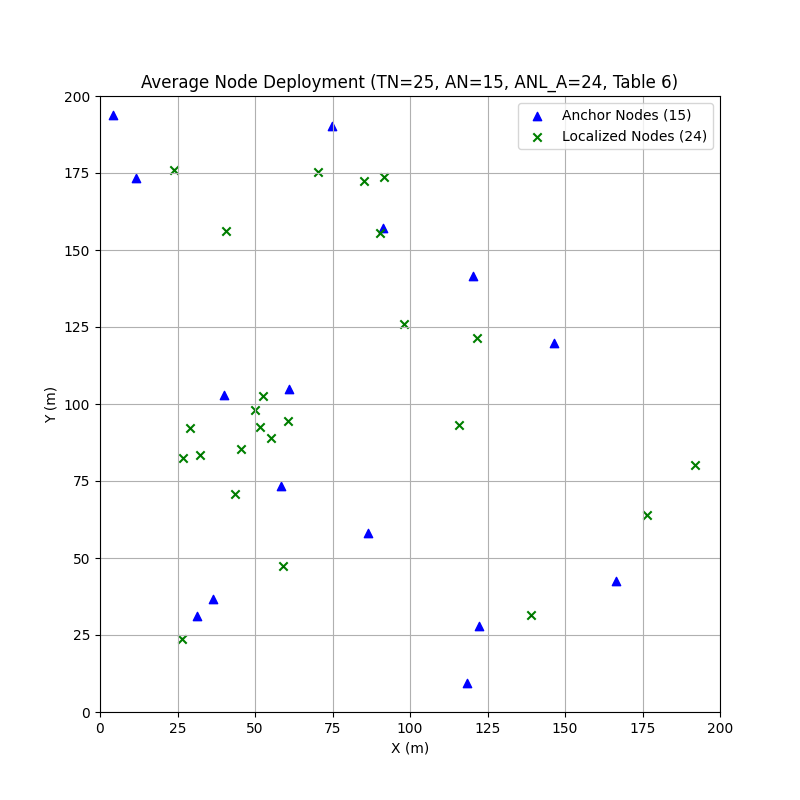 Average Node Deployment (TN=25, AN=15, ANL_A=24, Table 6)
Anchor Nodes (15)
Localized Nodes (24)
200
175
150
125
100
75
50
25
0
Y (m)
0 25 50 75 100 125 150 175 200
X (m)